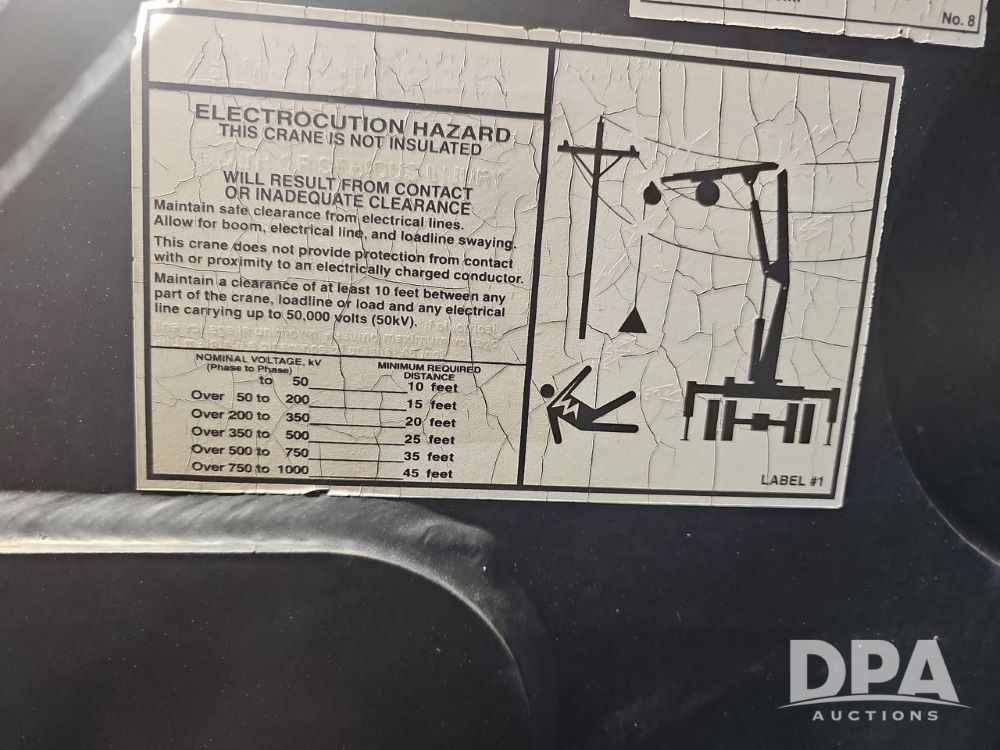 No. 8
ELECTROCUTION HAZARD
THIS CRANE IS NOT INSULATED
WILL RESULT FROM CONTACT
OR INADEQUATE CLEARANCE
Maintain safe clearance from electrical lines.
Allow for boom, electrical line, and loadline swaying.
This crane does not provide protection from contact
with or proximity to an electrically charged conductor.
Maintain a clearance of at least 10 feet between any
part of the crane, loadline or load and any electrical
line carrying up to 50,000 volts (50kV).
NOMINAL VOLTAGE, kV MINIMUM REQUIRED
(Phase to Phase) DISTANCE
to 50 10 feet
Over 50 to 200 15 feet
Over 200 to 350 20 feet
Over 350 to 500 25 feet
Over 500 to 750 35 feet
Over 750 to 1000 45 feet
LABEL #1
DPA
AUCTIONS